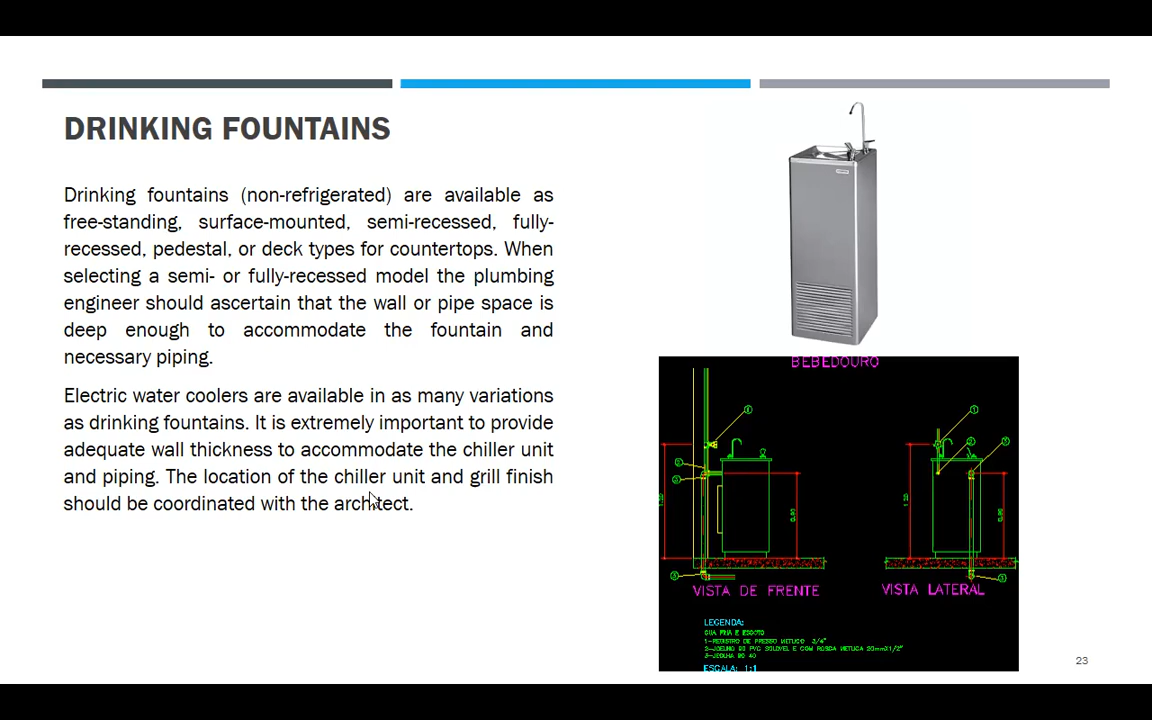 DRINKING FOUNTAINS
Drinking fountains (non-refrigerated) are available as
free-standing, surface-mounted, semi-recessed, fully-
recessed, pedestal, or deck types for countertops. When
selecting a semi- or fully-recessed model the plumbing
engineer should ascertain that the wall or pipe space is
deep enough to accommodate the fountain and
necessary piping.
Electric water coolers are available in as many variations
as drinking fountains. It is extremely important to provide
adequate wall thickness to accommodate the chiller unit
and piping. The location of the chiller unit and grill finish
should be coordinated with the architect.
BEBEDOURO
VISTA DE FRENTE
VISTA LATERAL
LEGENDA:
ESCALA: 1:1
23